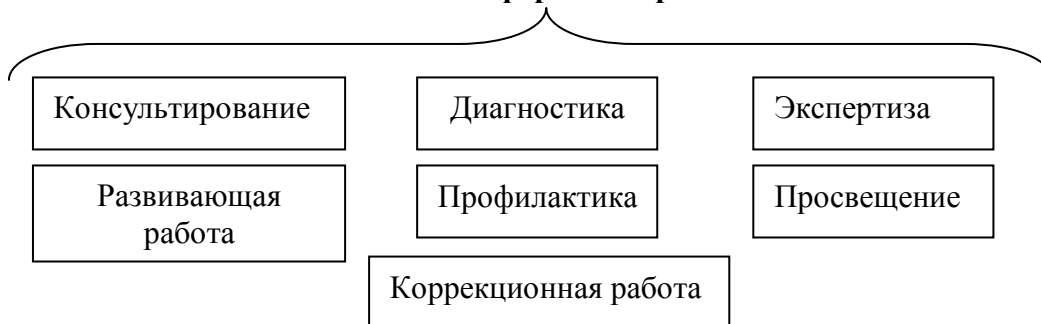 Консультирование
Диагностика
Экспертиза
Развивающая
работа
Профилактика
Просвещение
Коррекционная работа